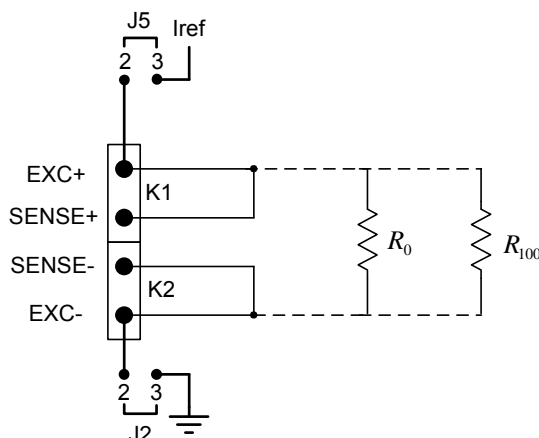 J5
2 3 Iref
EXC+
K1
SENSE+
SENSE-
K2
EXC-
R0
R100
2 3
J2